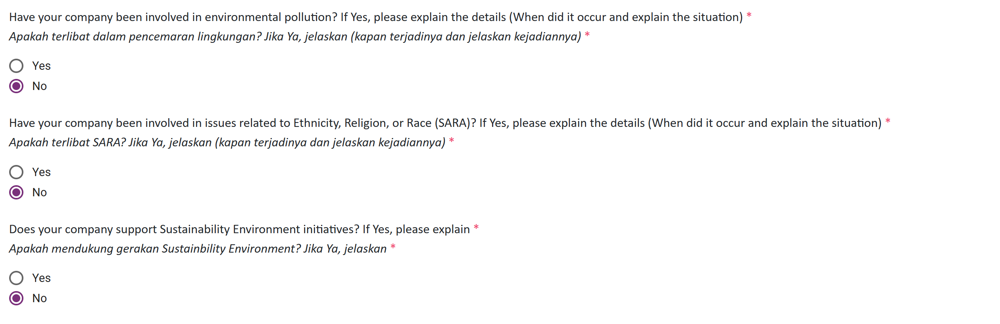 Have your company been involved in environmental pollution? If Yes, please explain the details (When did it occur and explain the situation) *
Apakah terlibat dalam pencemaran lingkungan? Jika Ya, jelaskan (kapan terjadinya dan jelaskan kejadiannya) *
Yes
No
Have your company been involved in issues related to Ethnicity, Religion, or Race (SARA)? If Yes, please explain the details (When did it occur and explain the situation) *
Apakah terlibat SARA? Jika Ya, jelaskan (kapan terjadinya dan jelaskan kejadiannya) *
Yes
No
Does your company support Sustainability Environment initiatives? If Yes, please explain *
Apakah mendukung gerakan Sustainbility Environment? Jika Ya, jelaskan *
Yes
No